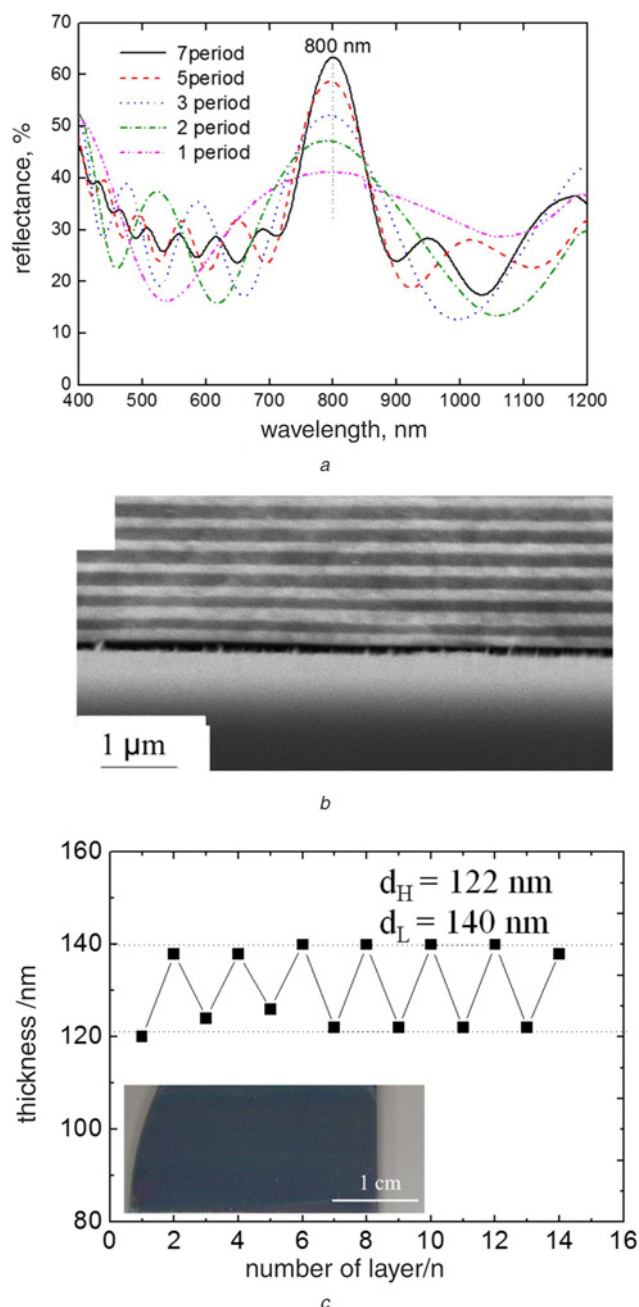 70
60
50
40
30
20
10
0
reflectance, %
800 nm
7period
5period
3 period
2 period
1 period
400 500 600 700 800 900 1000 1100 1200
wavelength, nm
a
1 μm
b
160
140
120
100
80
thickness /nm
d_H = 122 nm
d_L = 140 nm
1 cm
0 2 4 6 8 10 12 14 16
number of layer/n
c